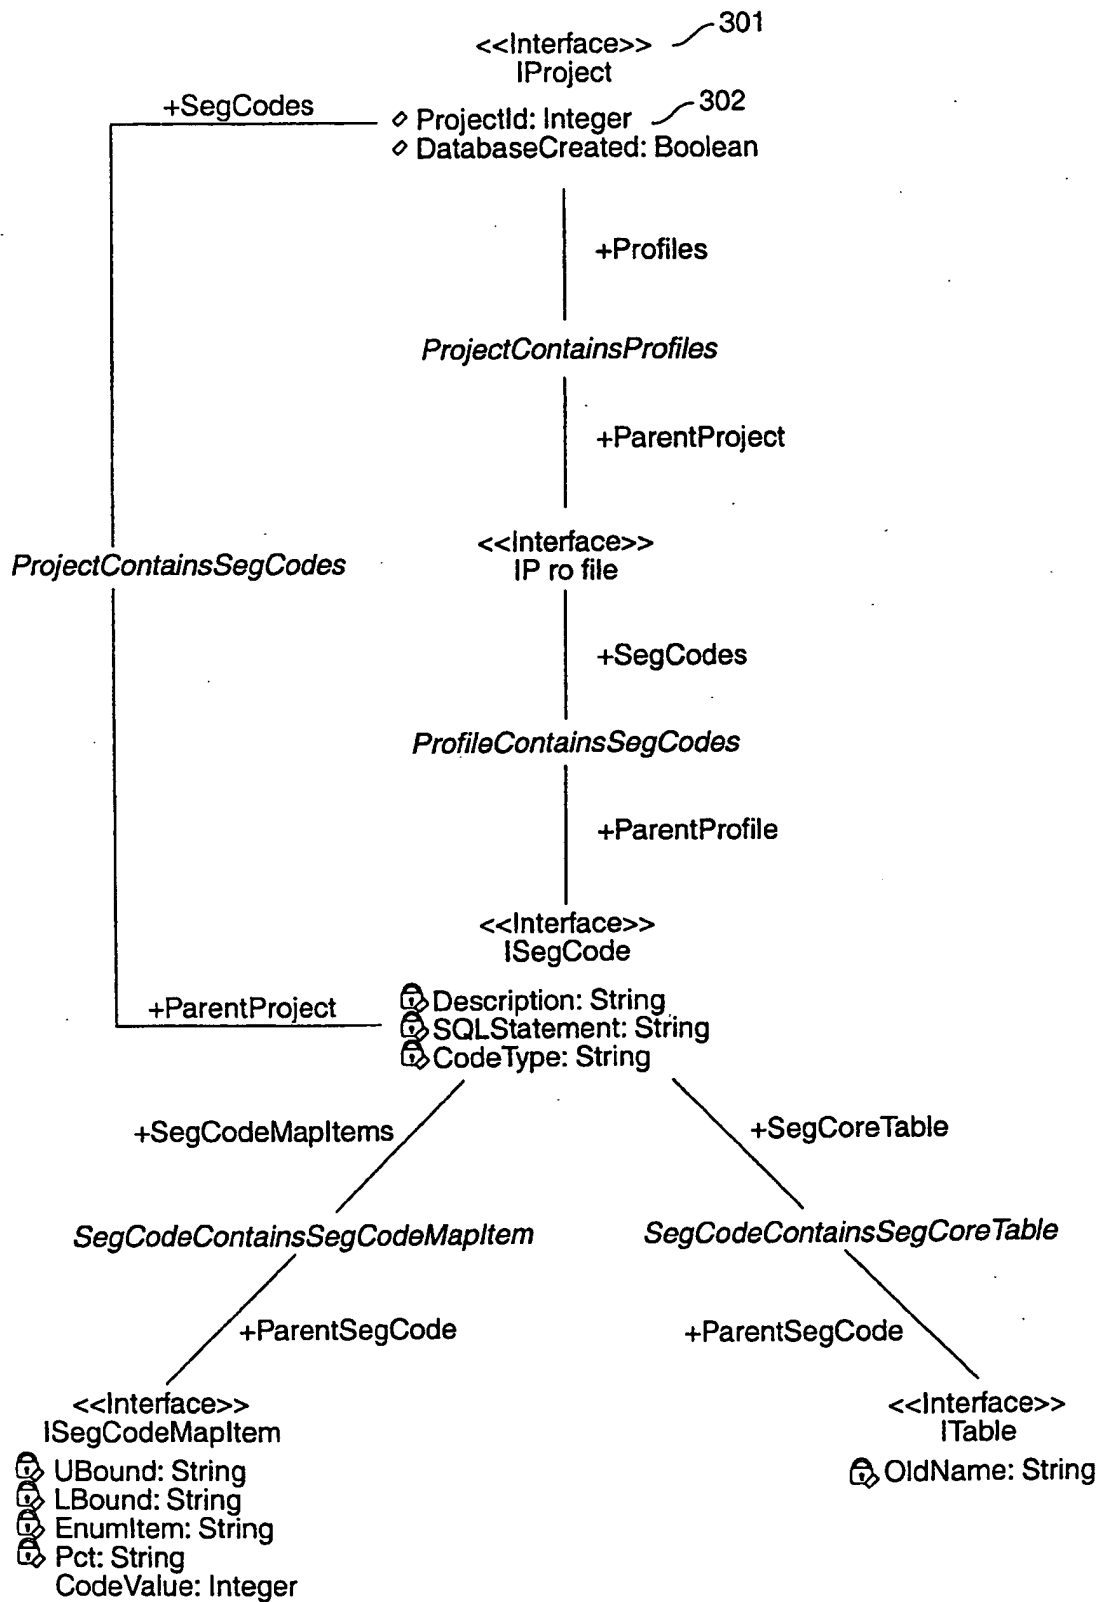 301
<<Interface>>
IProject
+SegCodes
302
ProjectId: Integer
DatabaseCreated: Boolean
+Profiles
ProjectContainsProfiles
+ParentProject
ProjectContainsSegCodes
<<Interface>>
IP ro file
+SegCodes
ProfileContainsSegCodes
+ParentProfile
<<Interface>>
ISegCode
+ParentProject
Description: String
SQLStatement: String
CodeType: String
+SegCodeMapItems
+SegCoreTable
SegCodeContainsSegCodeMapItem
SegCodeContainsSegCoreTable
+ParentSegCode
+ParentSegCode
<<Interface>>
ISegCodeMapItem
UBound: String
LBound: String
EnumItem: String
Pct: String
CodeValue: Integer
<<Interface>>
ITable
OldName: String